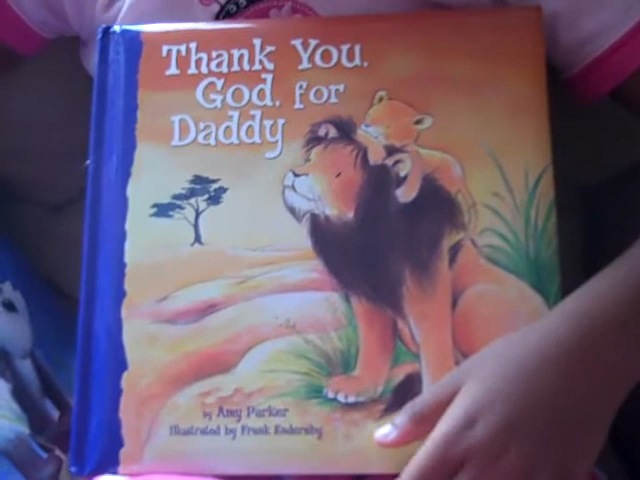 Thank You,
God, for
Daddy
by Amy Parker
Illustrated by Frank Endersby